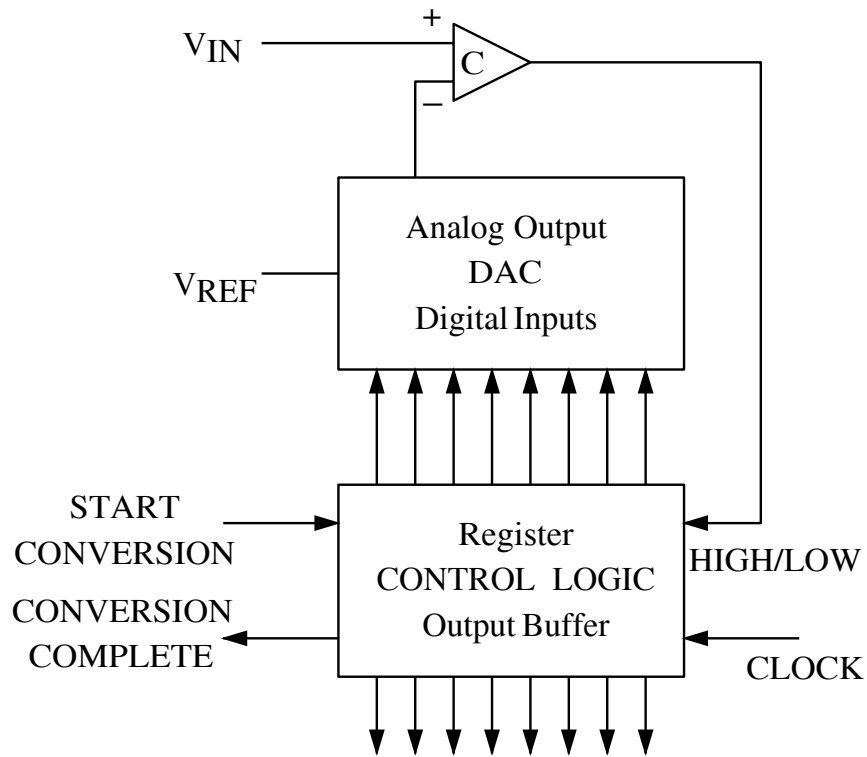 +
VIN
C
−
Analog Output
DAC
VREF
Digital Inputs
START
CONVERSION
Register
CONTROL LOGIC
Output Buffer
HIGH/LOW
CONVERSION
COMPLETE
CLOCK